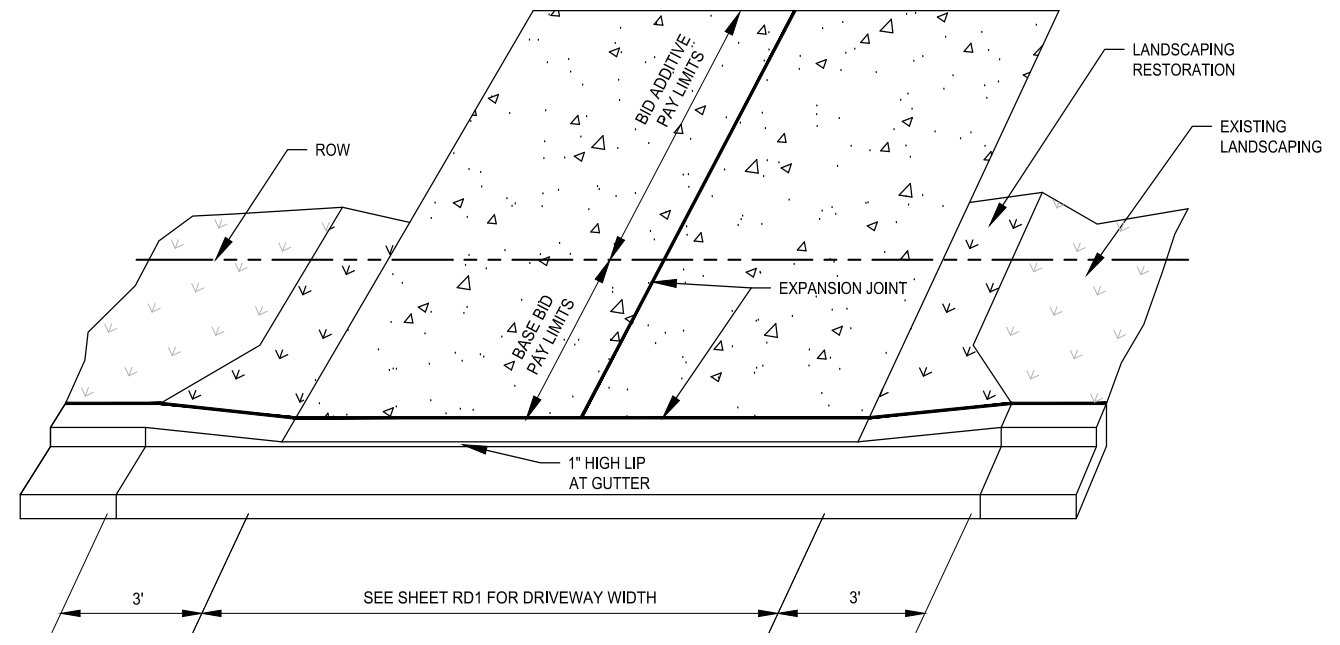 BID ADDITIVE
PAY LIMITS
LANDSCAPING
RESTORATION
EXISTING
LANDSCAPING
ROW
EXPANSION JOINT
BASE BID
PAY LIMITS
1" HIGH LIP
AT GUTTER
3'
SEE SHEET RD1 FOR DRIVEWAY WIDTH
3'